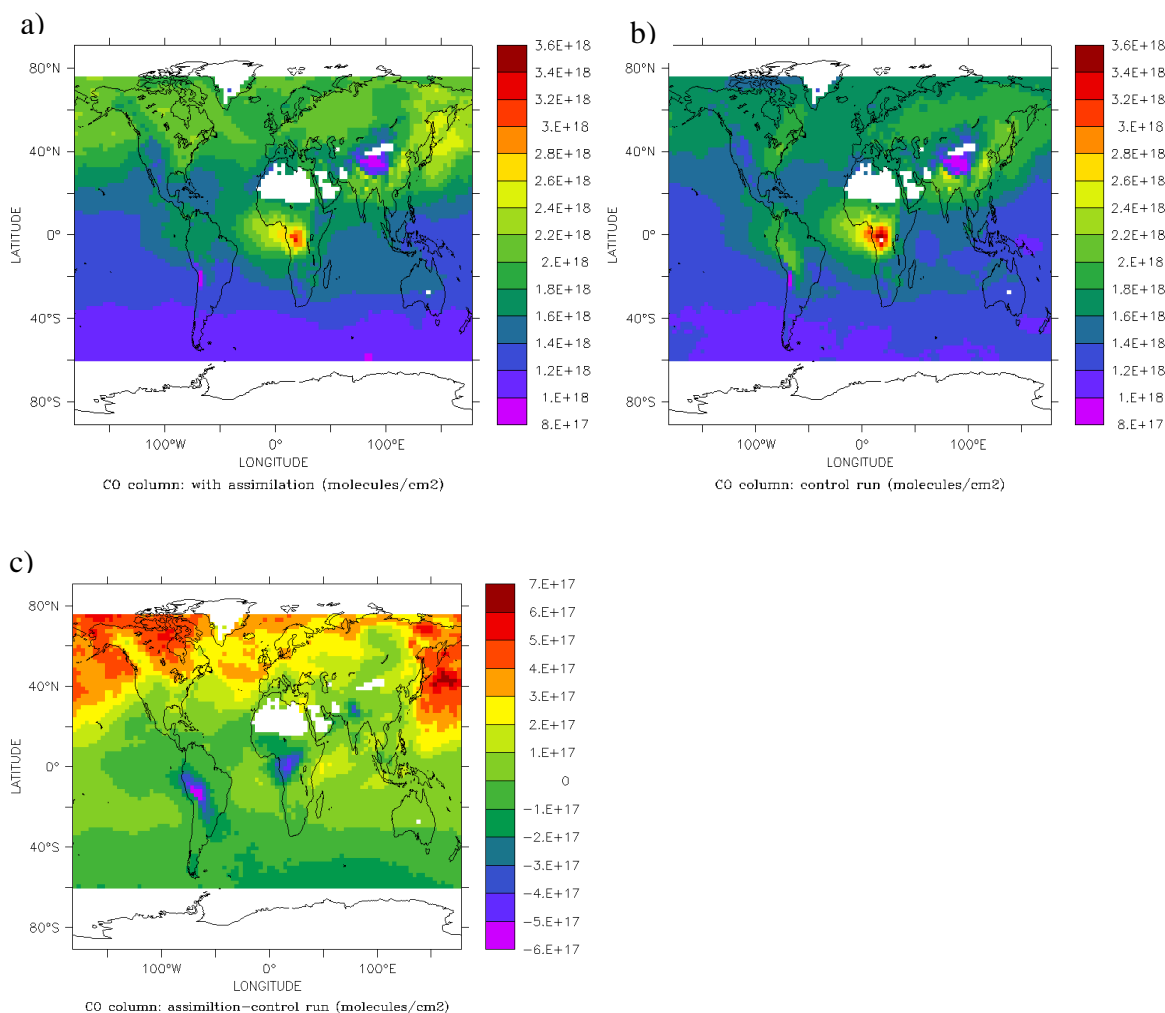 a)
80°N
40°N
0°
40°S
80°S
LATITUDE
100°W
0°
100°E
LONGITUDE
CO column: with assimilation (molecules/cm2)
3.6E+18
3.4E+18
3.2E+18
3.E+18
2.8E+18
2.6E+18
2.4E+18
2.2E+18
2.E+18
1.8E+18
1.6E+18
1.4E+18
1.2E+18
1.E+18
8.E+17
b)
80°N
40°N
0°
40°S
80°S
LATITUDE
100°W
0°
100°E
LONGITUDE
CO column: control run (molecules/cm2)
3.6E+18
3.4E+18
3.2E+18
3.E+18
2.8E+18
2.6E+18
2.4E+18
2.2E+18
2.E+18
1.8E+18
1.6E+18
1.4E+18
1.2E+18
1.E+18
8.E+17
c)
80°N
40°N
0°
40°S
80°S
LATITUDE
100°W
0°
100°E
LONGITUDE
CO column: assimiltion-control run (molecules/cm2)
7.E+17
6.E+17
5.E+17
4.E+17
3.E+17
2.E+17
1.E+17
0
-1.E+17
-2.E+17
-3.E+17
-4.E+17
-5.E+17
-6.E+17